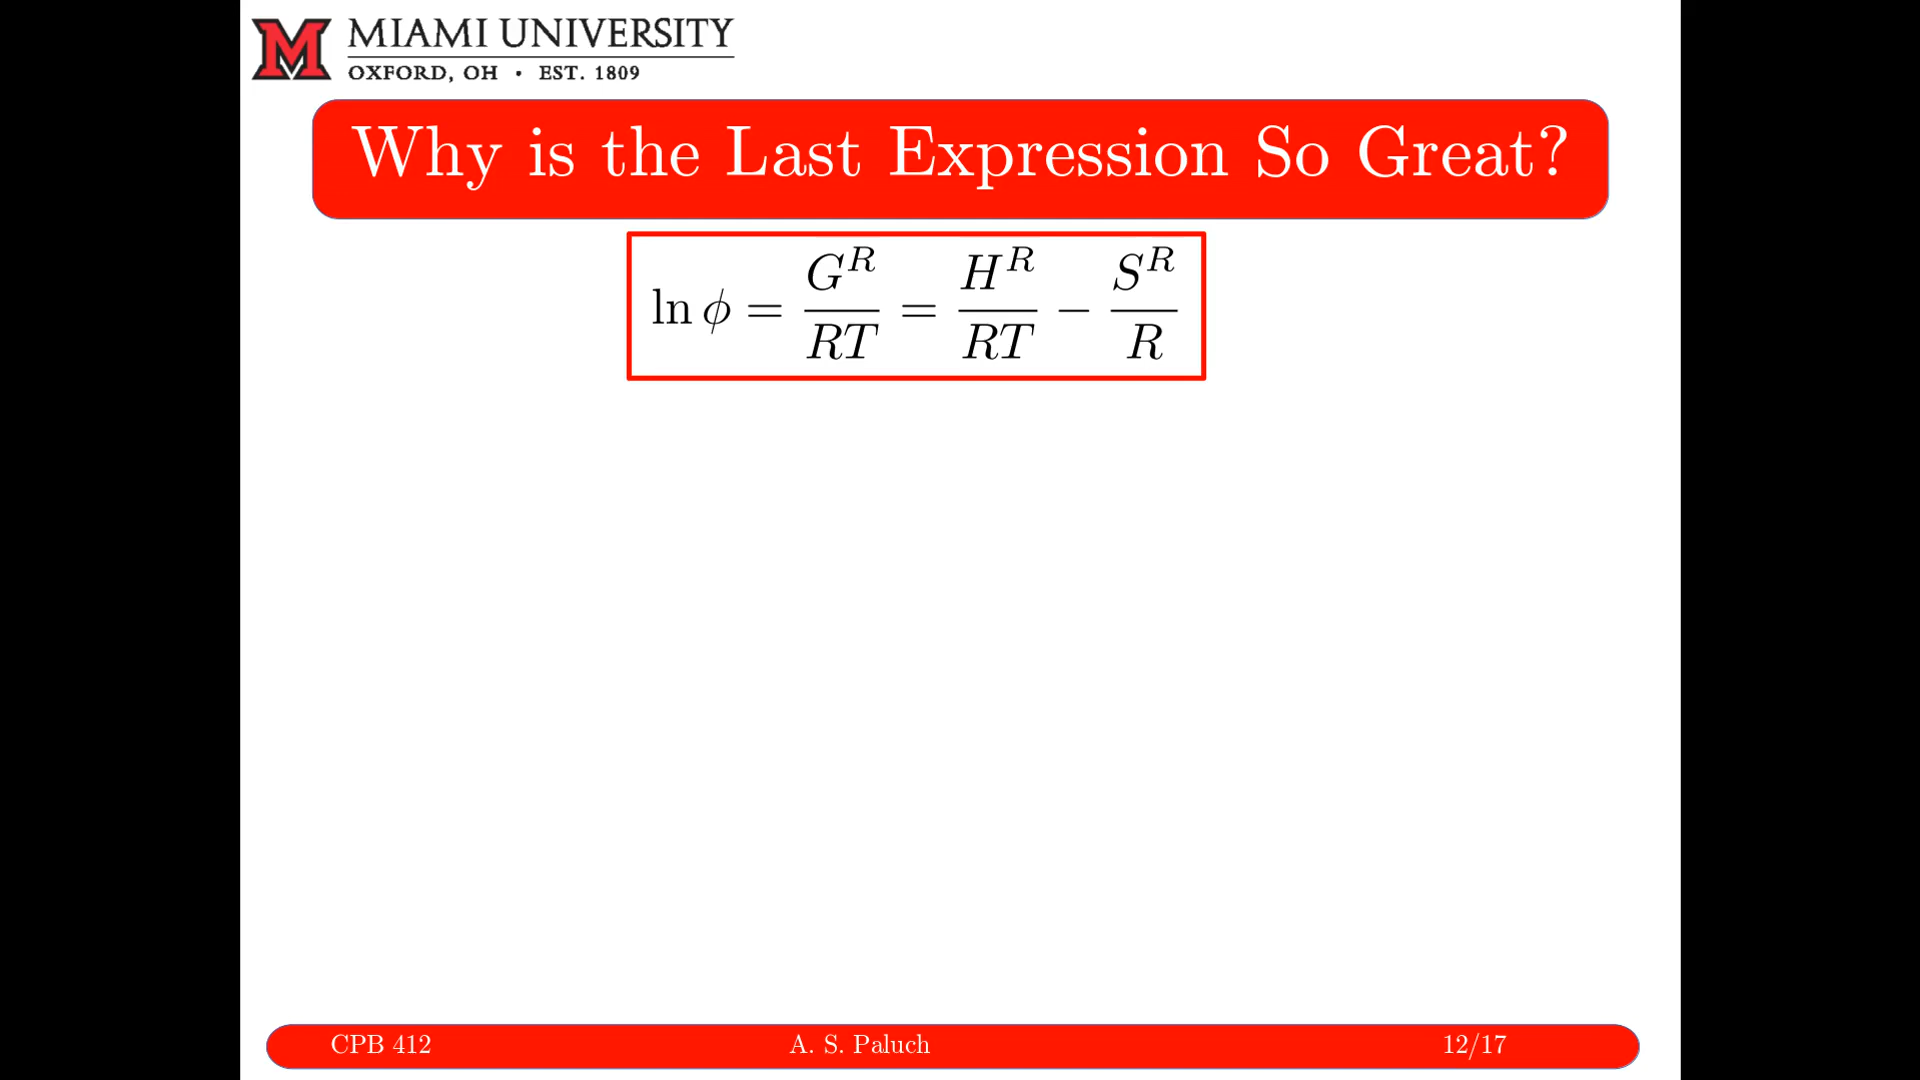 MIAMI UNIVERSITY
OXFORD, OH • EST. 1809
Why is the Last Expression So Great?
ln ϕ = G^R/RT = H^R/RT − S^R/R
CPB 412 A. S. Paluch 12/17